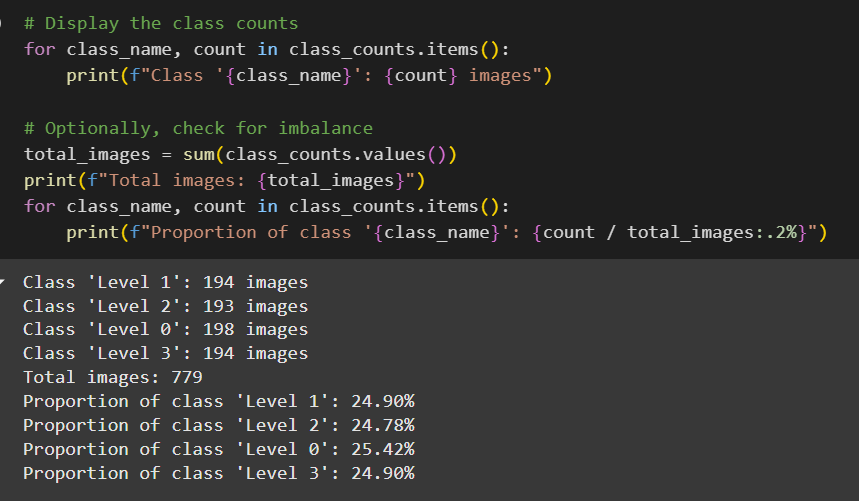 # Display the class counts
for class_name, count in class_counts.items():
    print(f"Class '{class_name}': {count} images")

# Optionally, check for imbalance
total_images = sum(class_counts.values())
print(f"Total images: {total_images}")
for class_name, count in class_counts.items():
    print(f"Proportion of class '{class_name}': {count / total_images:.2%}")
Class 'Level 1': 194 images
Class 'Level 2': 193 images
Class 'Level 0': 198 images
Class 'Level 3': 194 images
Total images: 779
Proportion of class 'Level 1': 24.90%
Proportion of class 'Level 2': 24.78%
Proportion of class 'Level 0': 25.42%
Proportion of class 'Level 3': 24.90%